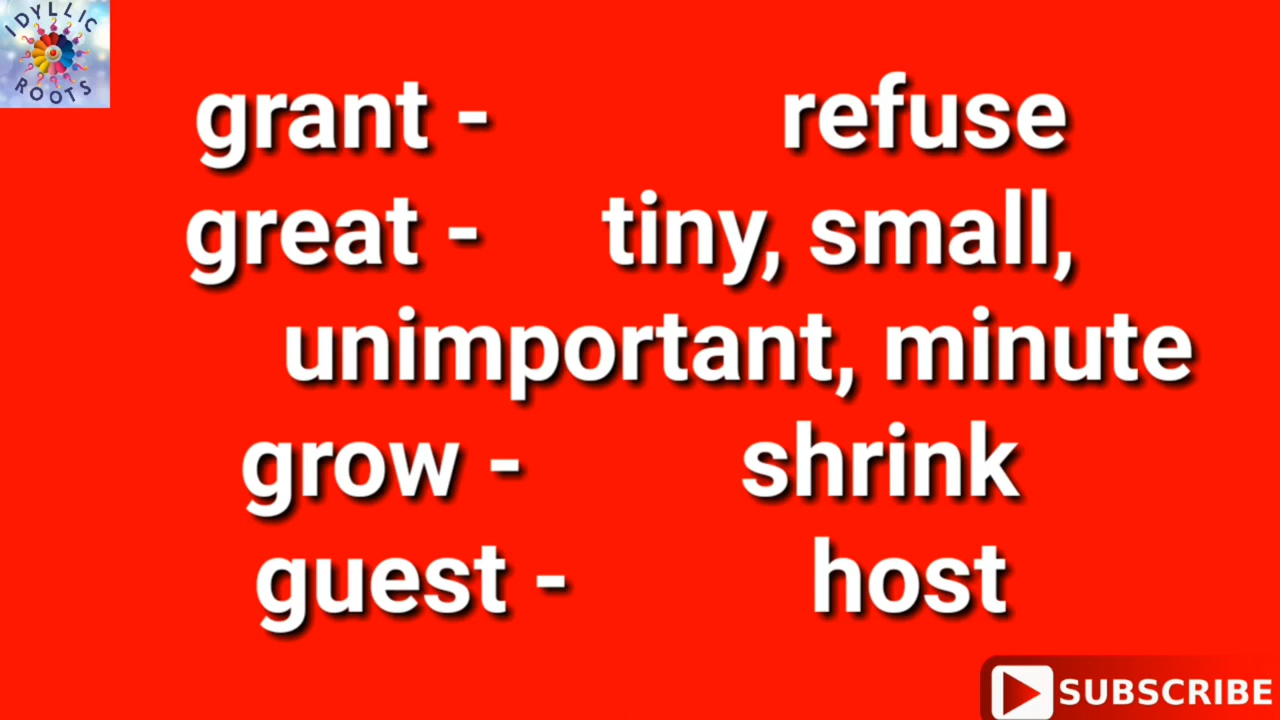 IDYLLIC
ROOTS
grant - refuse
great - tiny, small,
unimportant, minute
grow - shrink
guest - host
SUBSCRIBE